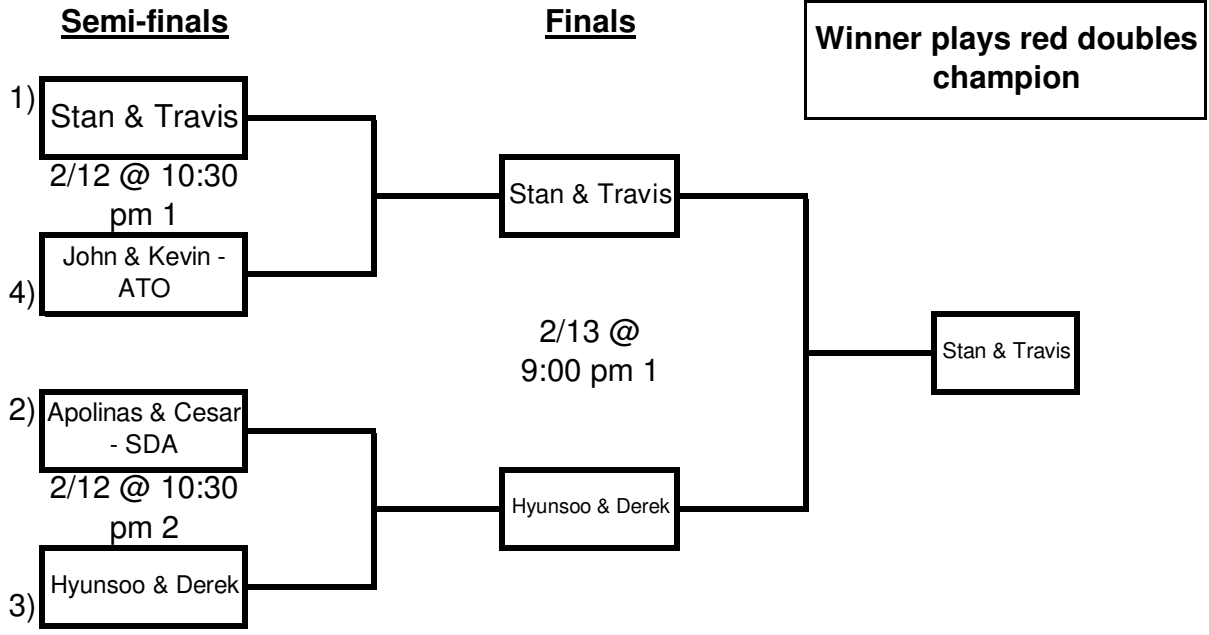 Semi-finals
Finals
Winner plays red doubles
champion
1)
Stan & Travis
2/12 @ 10:30
pm 1
John & Kevin -
ATO
4)
Stan & Travis
2/13 @
9:00 pm 1
Stan & Travis
2)
Apolinas & Cesar
- SDA
2/12 @ 10:30
pm 2
Hyunsoo & Derek
3)
Hyunsoo & Derek